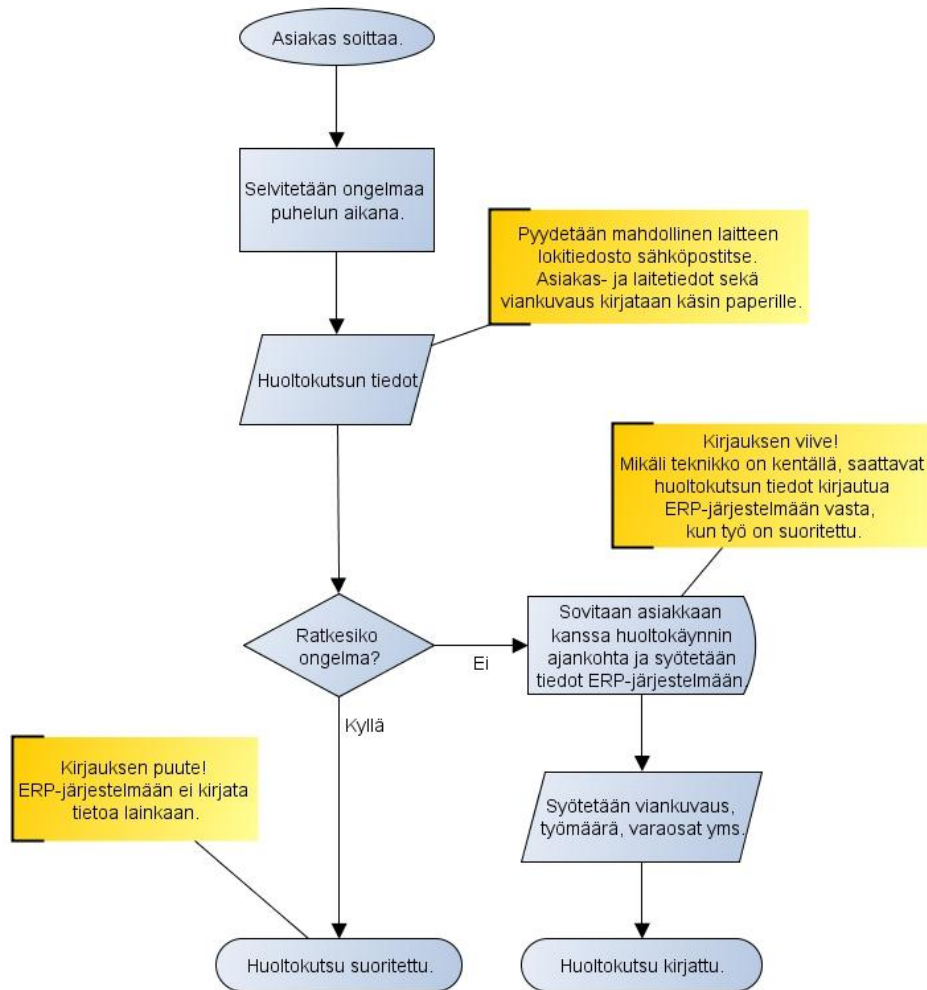 Asiakas soittaa.
Selvitetään ongelmaa
puhelun aikana.
Pyydetään mahdollinen laitteen
lokitiedosto sähköpostitse.
Asiakas- ja laitetiedot sekä
viankuvaus kirjataan käsin paperille.
Huoltokutsun tiedot
Kirjauksen viive!
Mikäli teknikko on kentällä, saattavat
huoltokutsun tiedot kirjautua
ERP-järjestelmään vasta,
kun työ on suoritettu.
Ratkesiko
ongelma?
Ei
Sovitaan asiakkaan
kanssa huoltokäynnin
ajankohta ja syötetään
tiedot ERP-järjestelmään.
Kyllä
Kirjauksen puute!
ERP-järjestelmään ei kirjata
tietoa lainkaan.
Syötetään viankuvaus,
työmäärä, varaosat yms.
Huoltokutsu suoritettu.
Huoltokutsu kirjattu.